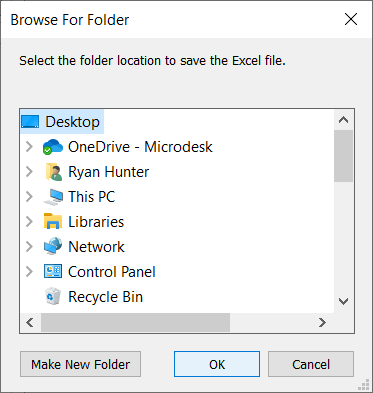 Browse For Folder
Select the folder location to save the Excel file.
Desktop
OneDrive - Microdesk
Ryan Hunter
This PC
Libraries
Network
Control Panel
Recycle Bin
Make New Folder OK Cancel